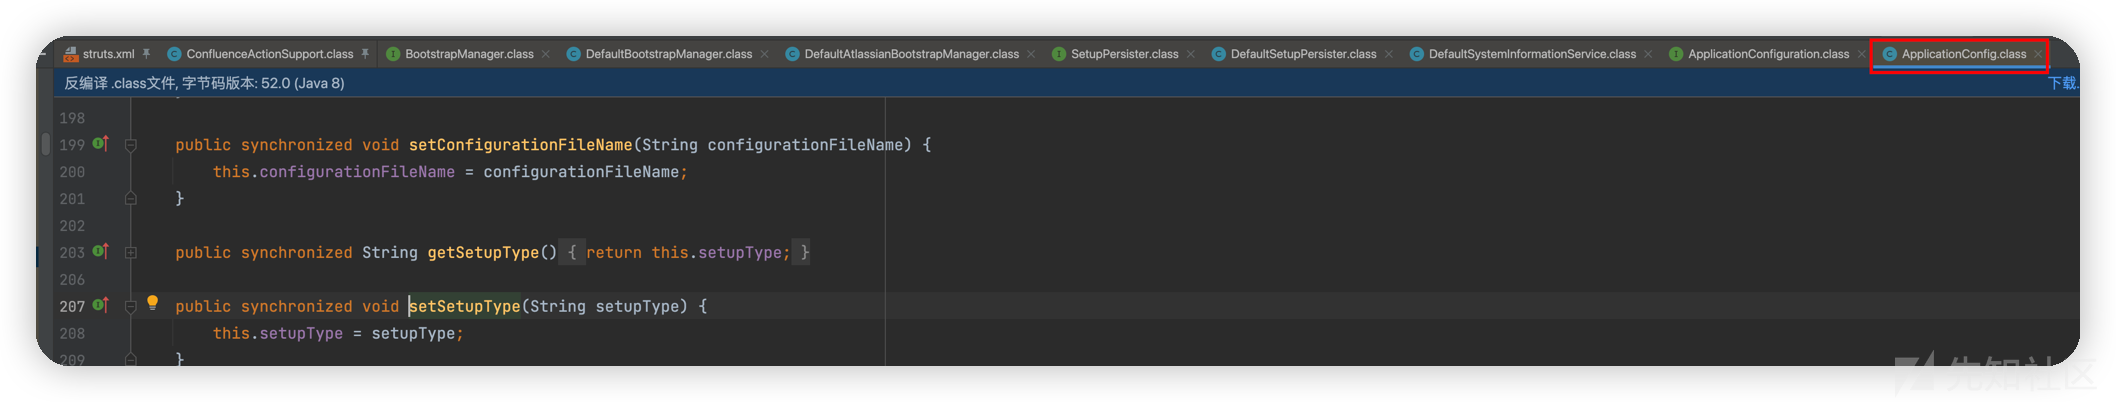 struts.xml ConfluenceActionSupport.class BootstrapManager.class DefaultBootstrapManager.class DefaultAtlassianBootstrapManager.class SetupPersister.class DefaultSetupPersister.class DefaultSystemInformationService.class ApplicationConfiguration.class ApplicationConfig.class
反编译 .class文件, 字节码版本: 52.0 (Java 8) 下载.
198
199 public synchronized void setConfigurationFileName(String configurationFileName) {
200 this.configurationFileName = configurationFileName;
201 }
202
203 public synchronized String getSetupType() { return this.setupType; }
206
207 public synchronized void setSetupType(String setupType) {
208 this.setupType = setupType;
209 }
先知社区